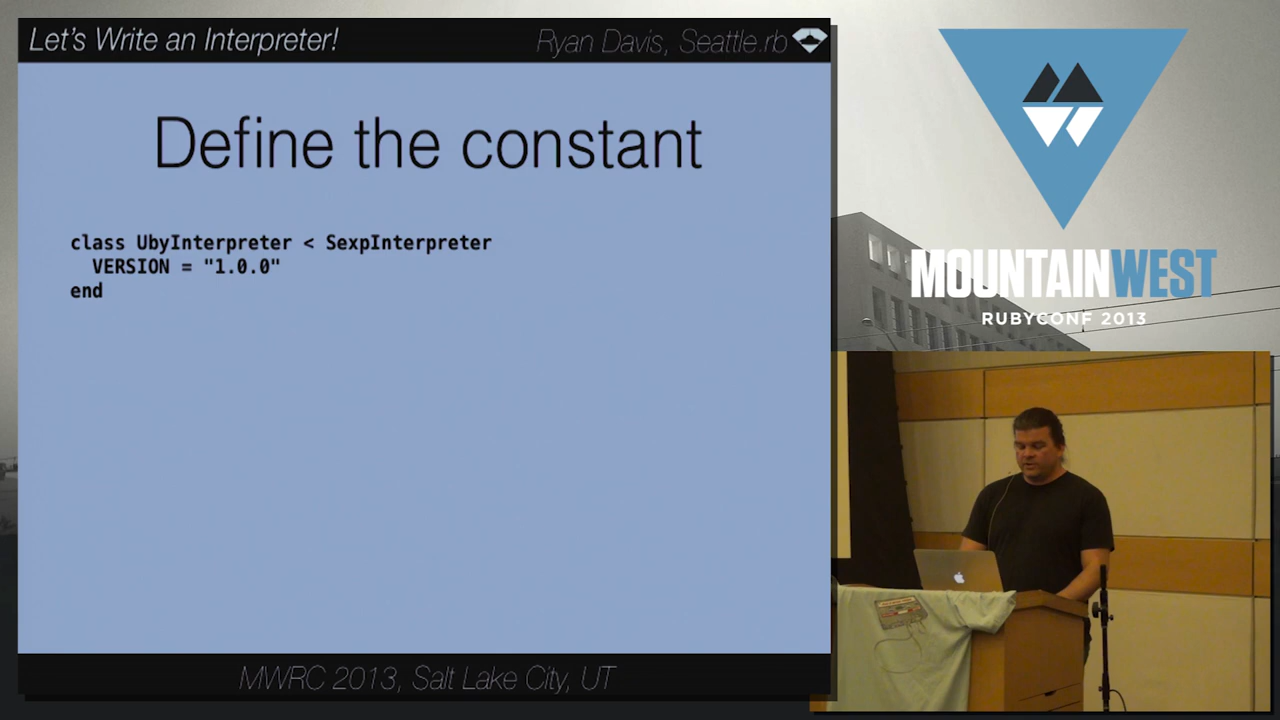 Let's Write an Interpreter!
Ryan Davis, Seattle.rb
Define the constant
class UbyInterpreter < SexpInterpreter
  VERSION = "1.0.0"
end
MWRC 2013, Salt Lake City, UT
MOUNTAINWEST
RUBYCONF 2013